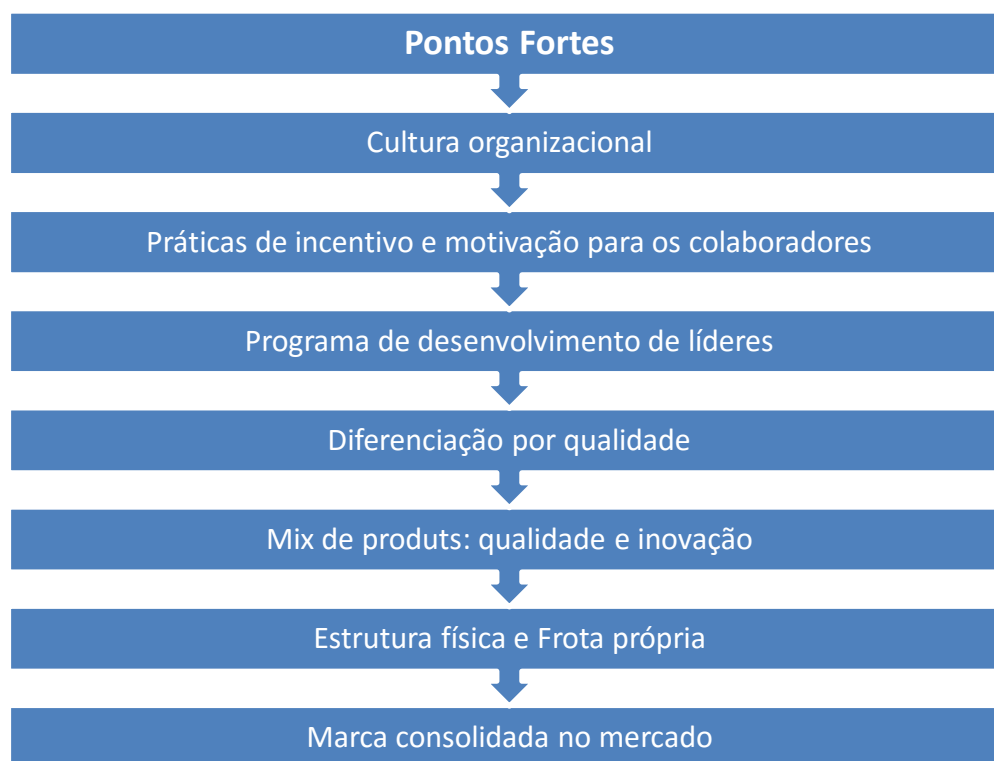 Pontos Fortes
Cultura organizacional
Práticas de incentivo e motivação para os colaboradores
Programa de desenvolvimento de líderes
Diferenciação por qualidade
Mix de produts: qualidade e inovação
Estrutura física e Frota própria
Marca consolidada no mercado